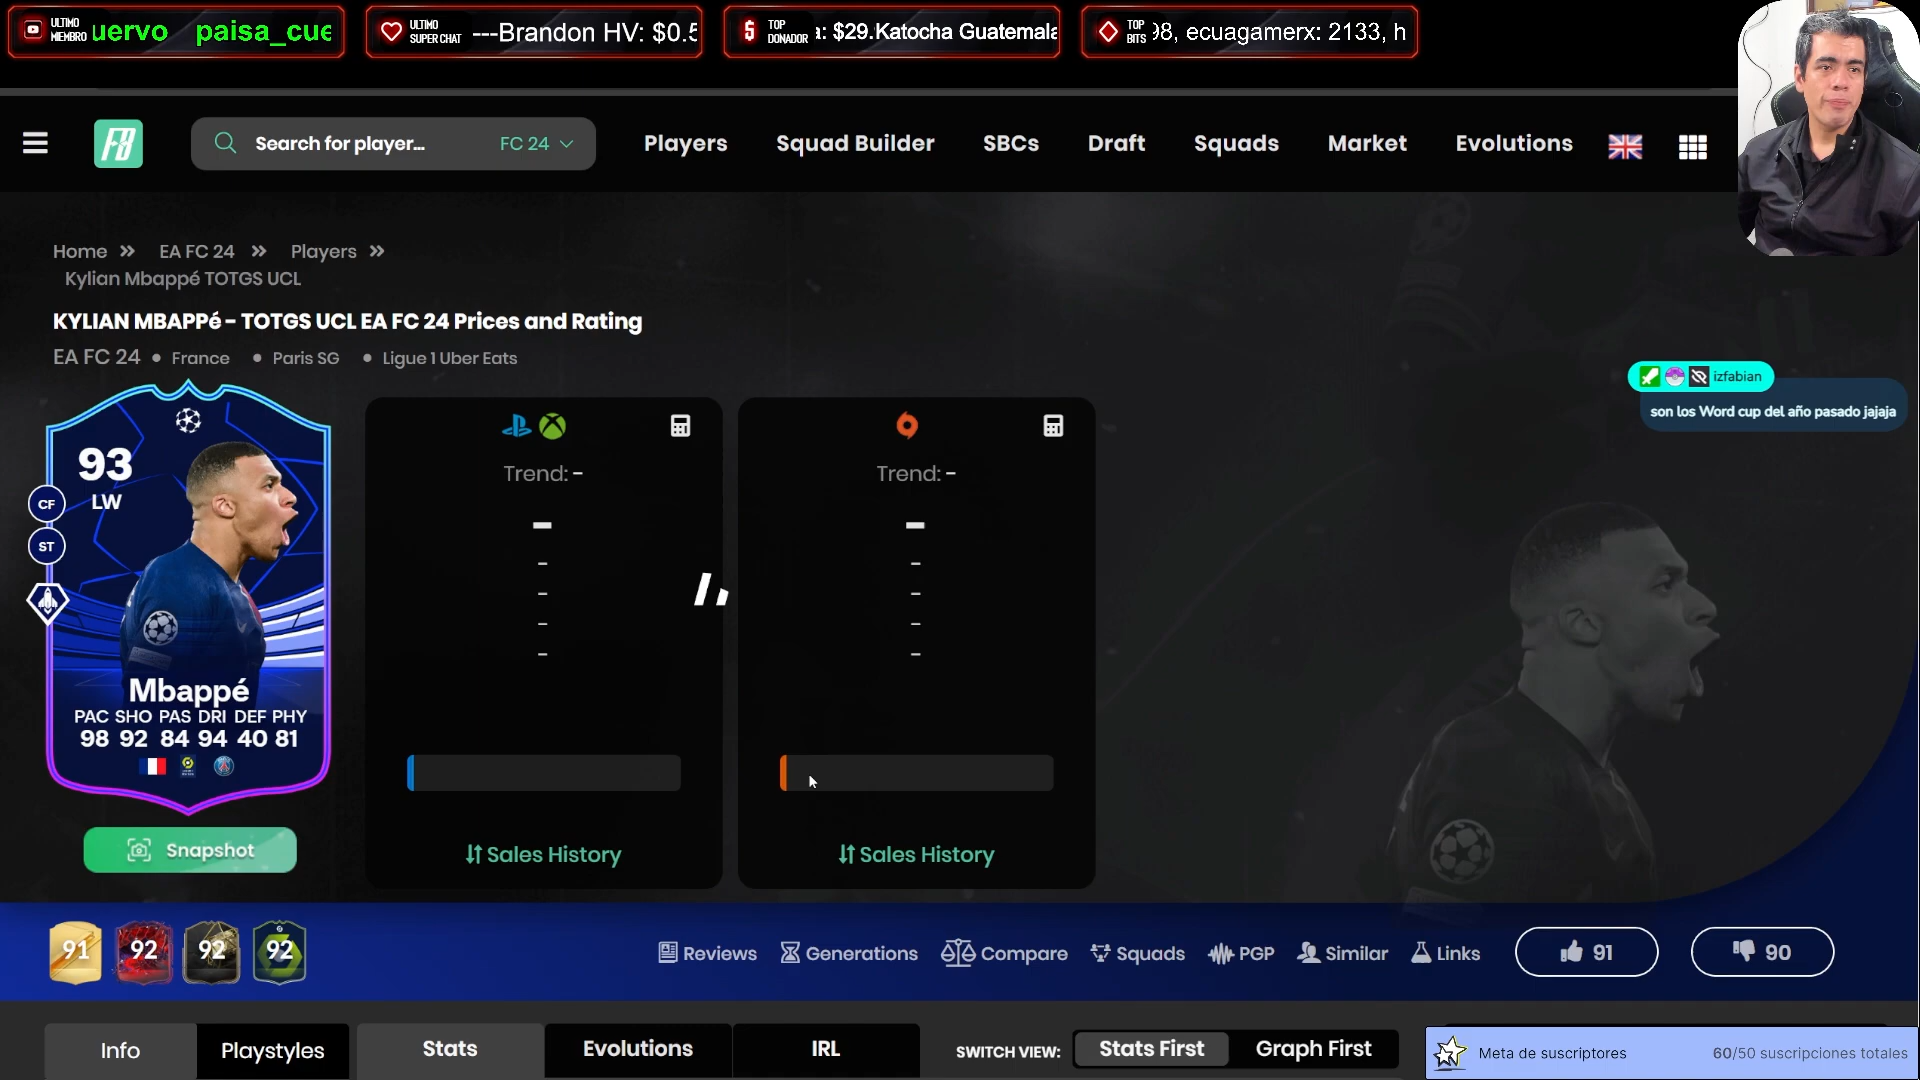 ULTIMO MIEMBRO
uervo paisa_cue
ULTIMO SUPER CHAT
---Brandon HV: $0.5
TOP DONADOR
a: $29.Katocha Guatemala
TOP BITS
98, ecuagamerx: 2133, h
FB
Search for player...
FC 24
Players
Squad Builder
SBCs
Draft
Squads
Market
Evolutions
Home » EA FC 24 » Players »
Kylian Mbappé TOTGS UCL
KYLIAN MBAPPé - TOTGS UCL EA FC 24 Prices and Rating
EA FC 24 • France • Paris SG • Ligue 1 Uber Eats
izfabian
son los Word cup del año pasado jajaja
93
LW
CF
ST
Mbappé
PAC SHO PAS DRI DEF PHY
98 92 84 94 40 81
Snapshot
Trend: -
-
-
-
-
-
Sales History
Trend: -
-
-
-
-
-
Sales History
91
92
92
92
Reviews
Generations
Compare
Squads
PGP
Similar
Links
91
90
Info
Playstyles
Stats
Evolutions
IRL
SWITCH VIEW:
Stats First
Graph First
Meta de suscriptores
60/50 suscripciones totales